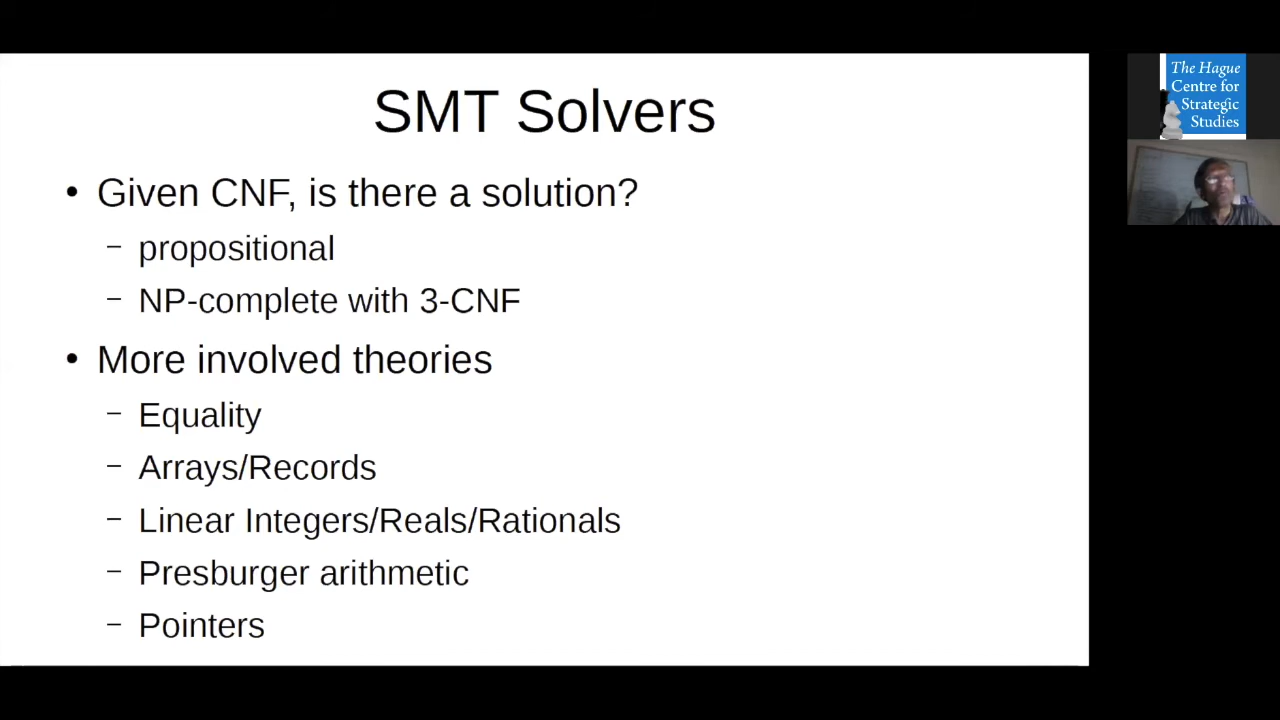 SMT Solvers
• Given CNF, is there a solution?
– propositional
– NP-complete with 3-CNF
• More involved theories
– Equality
– Arrays/Records
– Linear Integers/Reals/Rationals
– Presburger arithmetic
– Pointers
The Hague
Centre for
Strategic
Studies